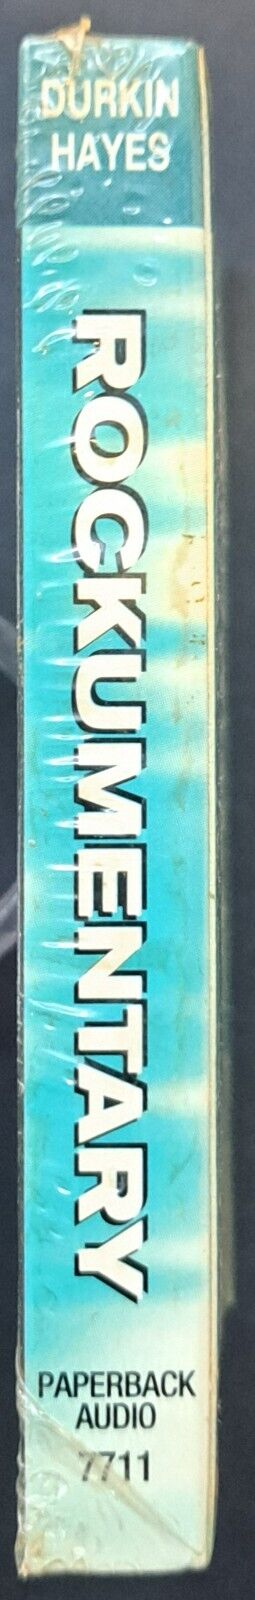 DURKIN
HAYES
ROCKUMENTARY
PAPERBACK
AUDIO
7711